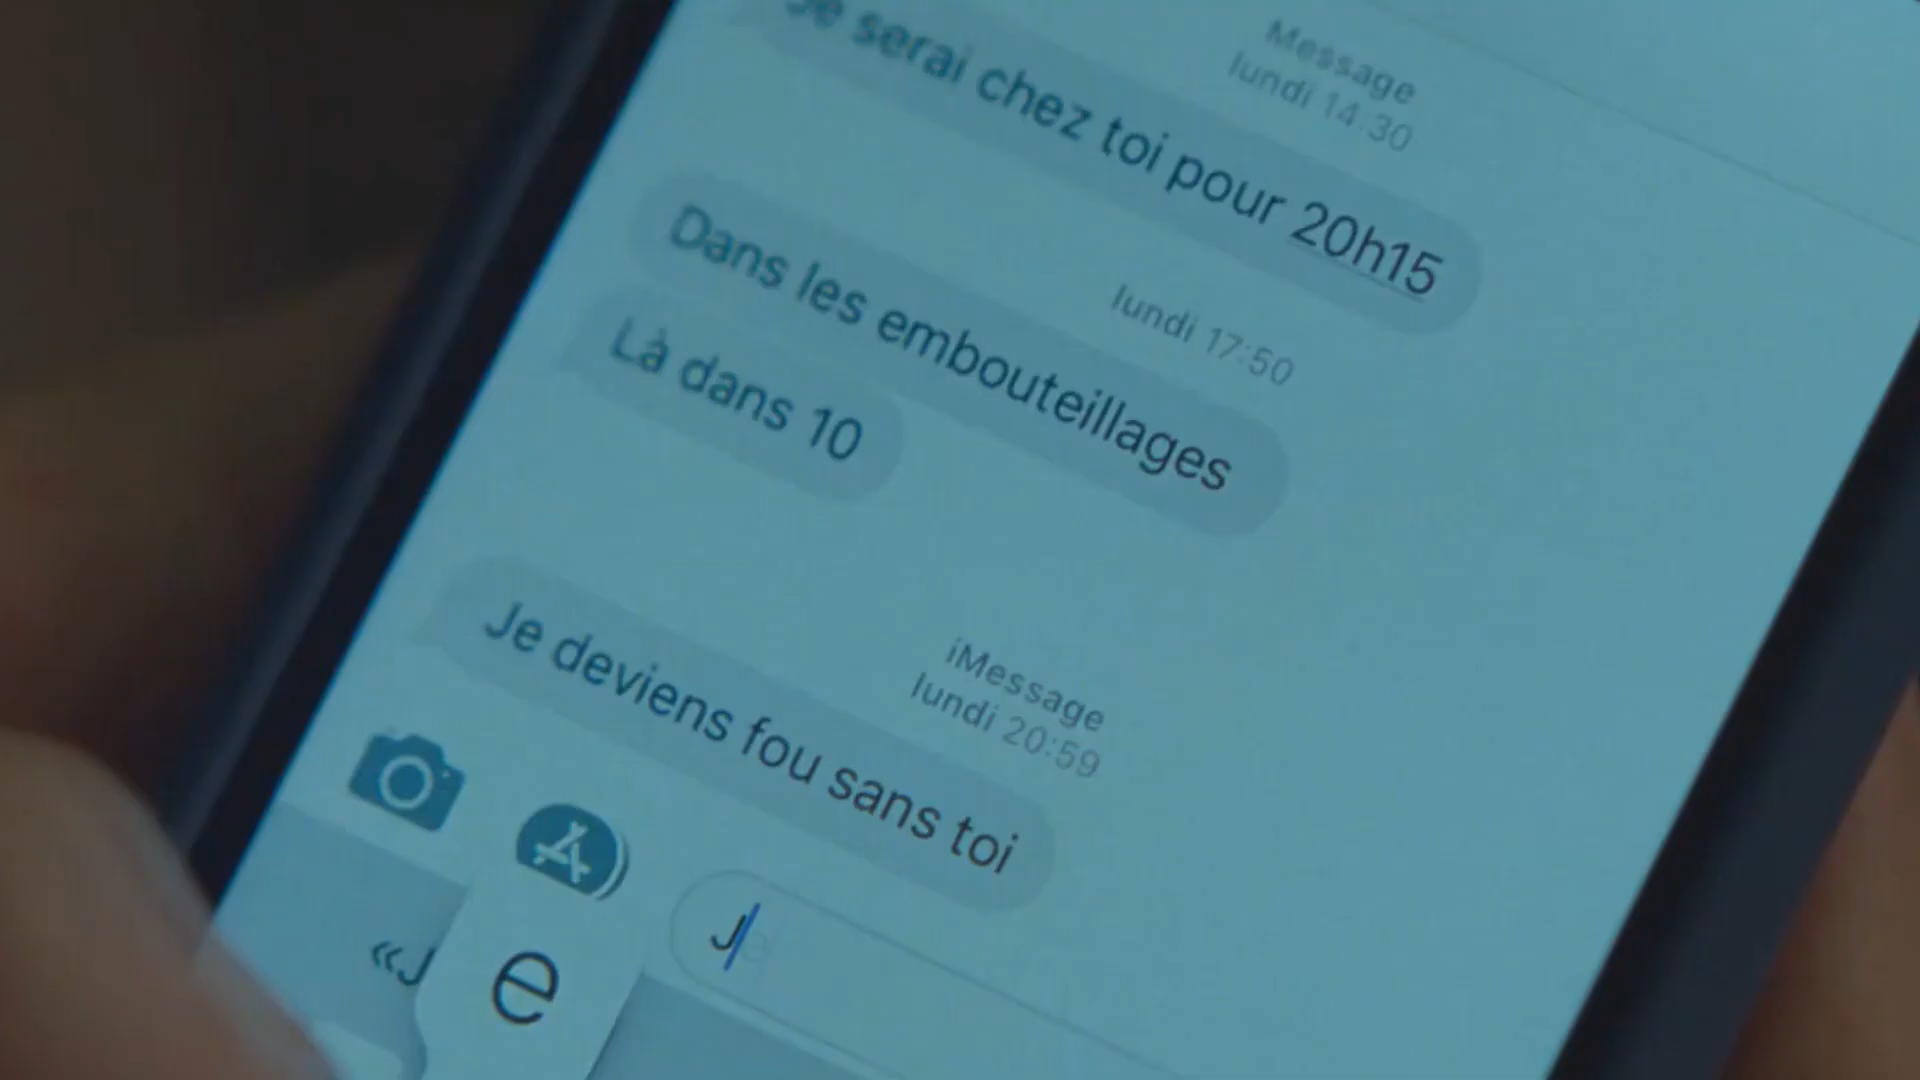 Message
lundi 14:30
Je serai chez toi pour 20h15
lundi 17:50
Dans les embouteillages
Là dans 10
iMessage
lundi 20:59
Je deviens fou sans toi
J
«J
e